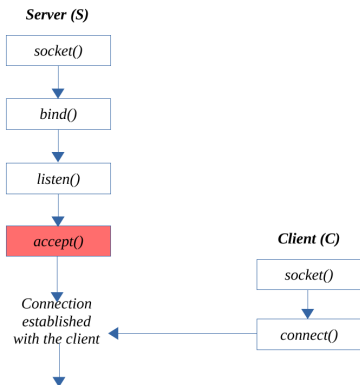 Server (S)
socket()
bind()
listen()
accept()
Connection
established
with the client
Client (C)
socket()
connect()